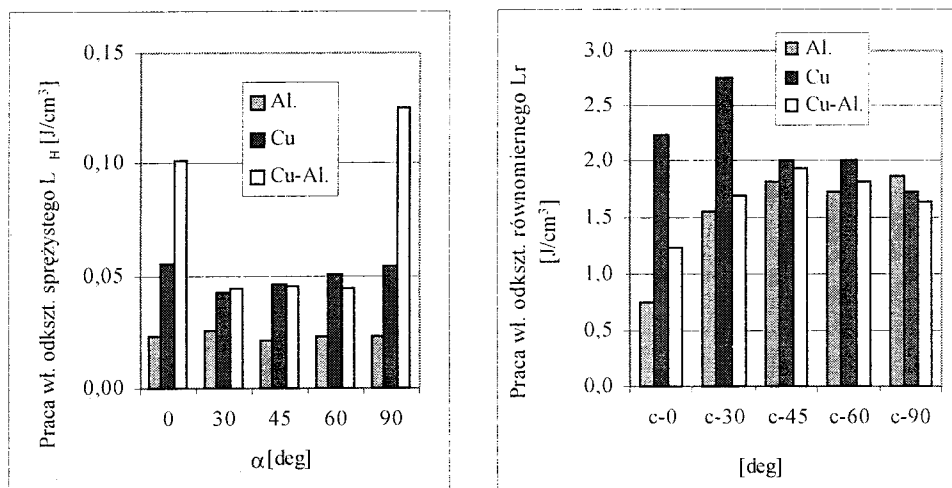 Praca wł. odkszt. sprężystego L H [J/cm³]
0,15
0,10
0,05
0,00
Al.
Cu
Cu-Al.
0 30 45 60 90
α [deg]
Praca wł. odkszt. równomiernego Lr
[J/cm³]
3,0
2,5
2,0
1,5
1,0
0,5
0,0
Al.
Cu
Cu-Al.
c-0 c-30 c-45 c-60 c-90
[deg]